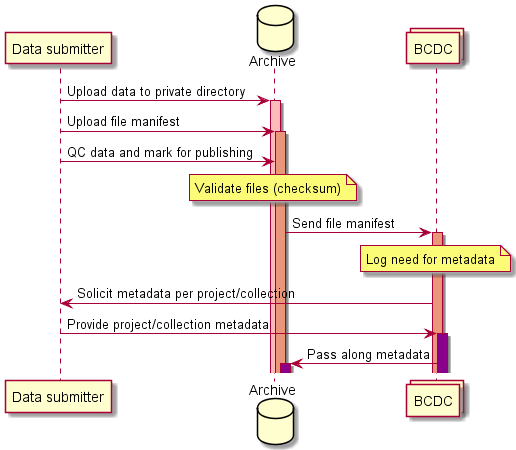 Data submitter
Archive
BCDC
Upload data to private directory
Upload file manifest
QC data and mark for publishing
Validate files (checksum)
Send file manifest
Log need for metadata
Solicit metadata per project/collection
Provide project/collection metadata
Pass along metadata
Data submitter
Archive
BCDC